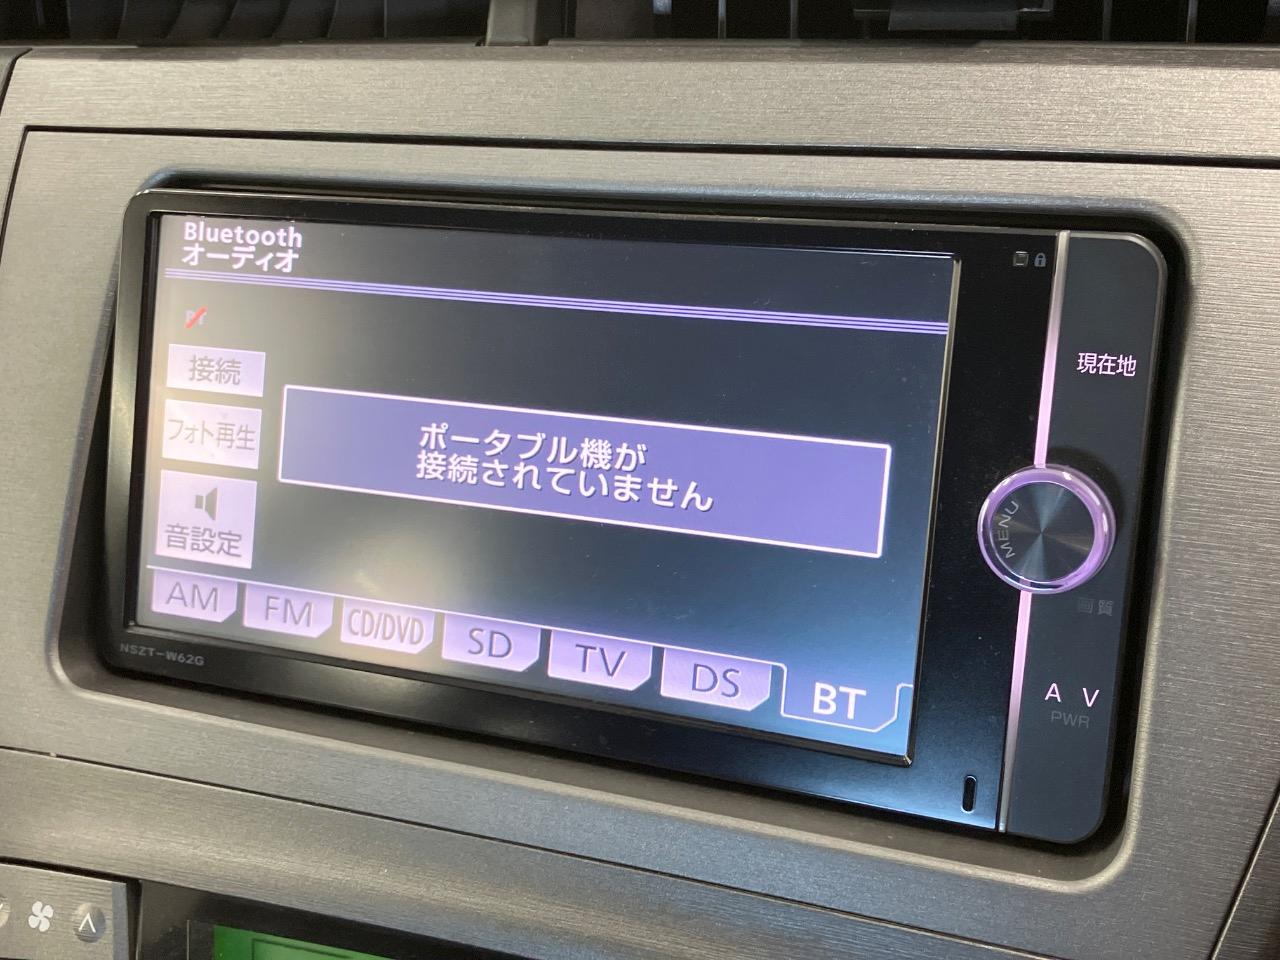 Bluetooth
オーディオ
BT
接続
フォト再生
音設定
ポータブル機が
接続されていません
AM
FM
CD/DVD
SD
TV
DS
BT
NSZT-W62G
現在地
MENU
画質
AV
PWR